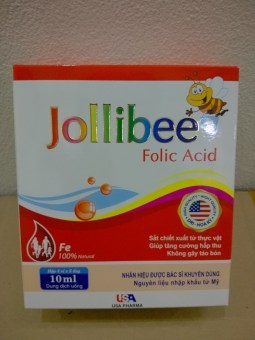 Jollibee
Folic Acid
Sắt chiết xuất từ thực vật
Giúp tăng cường hấp thu
Không gây táo bón
Fe
100% Natural
10ml
Dung dịch uống
NHÃN HIỆU ĐƯỢC BÁC SĨ KHUYÊN DÙNG
Nguyên liệu nhập khẩu từ Mỹ
USA
USA PHARMA